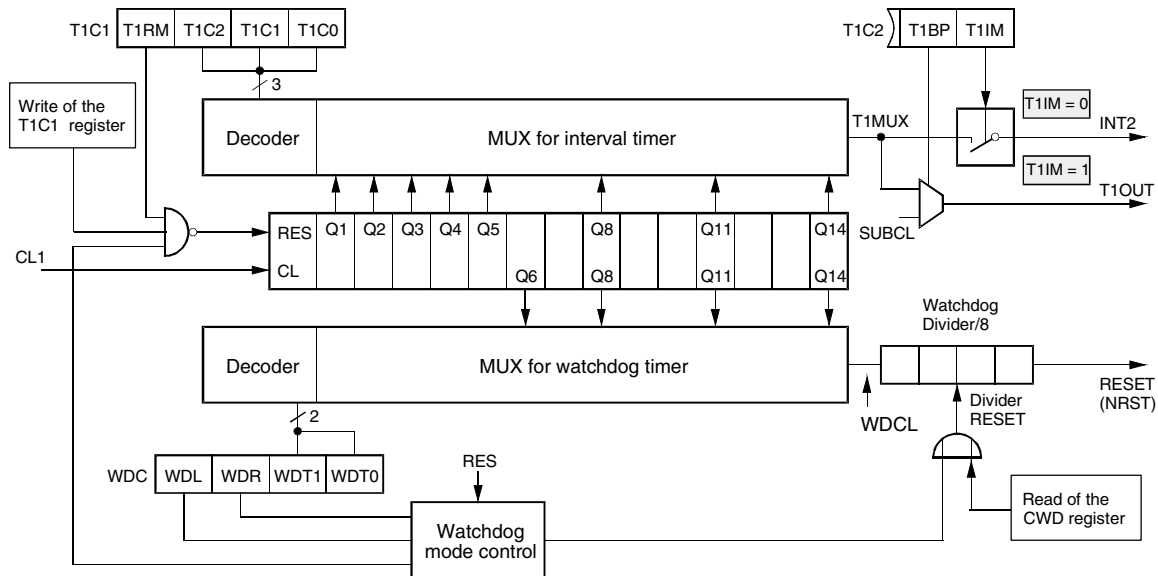 T1C1 T1RM T1C2 T1C1 T1C0
T1C2 T1BP T1IM
3
Write of the
T1C1 register
Decoder
MUX for interval timer
T1MUX
T1IM = 0
INT2
T1IM = 1
T1OUT
SUBCL
RES Q1 Q2 Q3 Q4 Q5 Q8 Q11 Q14
CL1
CL
Q6 Q8 Q11 Q14
Decoder
MUX for watchdog timer
Watchdog
Divider/8
RESET
(NRST)
Divider
RESET
WDCL
2
WDC WDL WDR WDT1 WDT0
RES
Watchdog
mode control
Read of the
CWD register